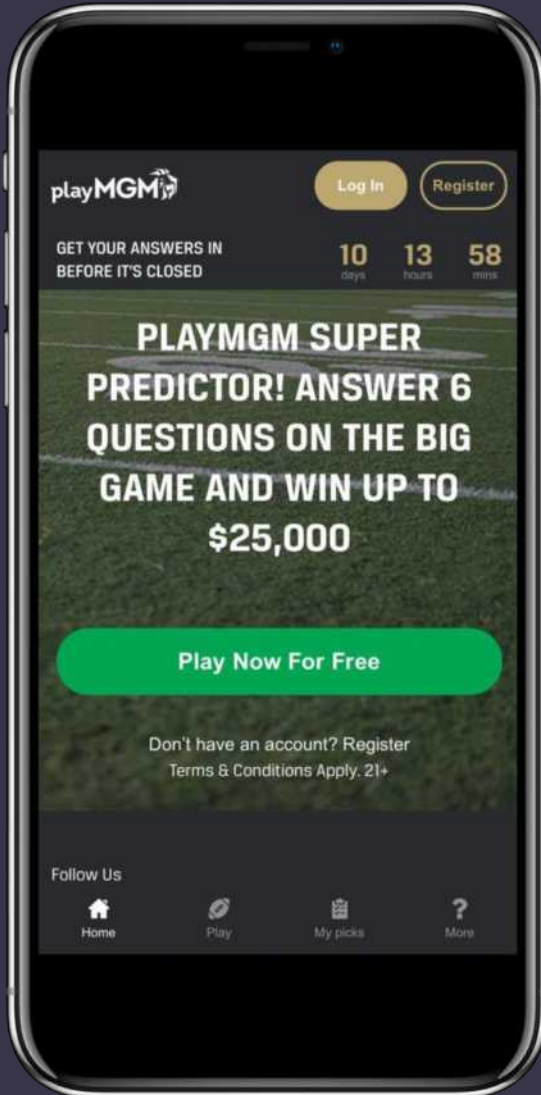 playMGM
Log In
Register
GET YOUR ANSWERS IN
BEFORE IT'S CLOSED
10 13 58
days hours mins
PLAYMGM SUPER
PREDICTOR! ANSWER 6
QUESTIONS ON THE BIG
GAME AND WIN UP TO
$25,000
Play Now For Free
Don't have an account? Register
Terms & Conditions Apply. 21+
Follow Us
Home Play My picks More